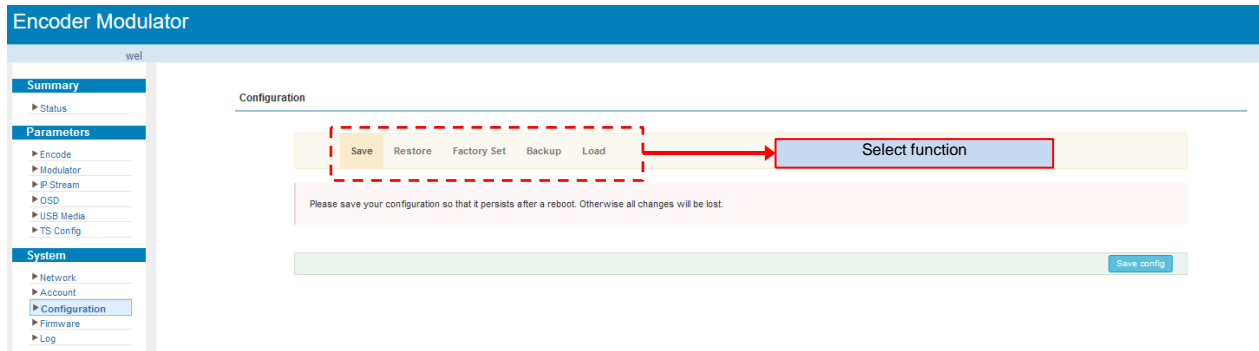 Encoder Modulator
wel
Summary
Status
Parameters
Encode
Modulator
IP Stream
OSD
USB Media
TS Config
System
Network
Account
Configuration
Firmware
Log
Configuration
Save Restore Factory Set Backup Load
Select function
Please save your configuration so that it persists after a reboot. Otherwise all changes will be lost.
Save config